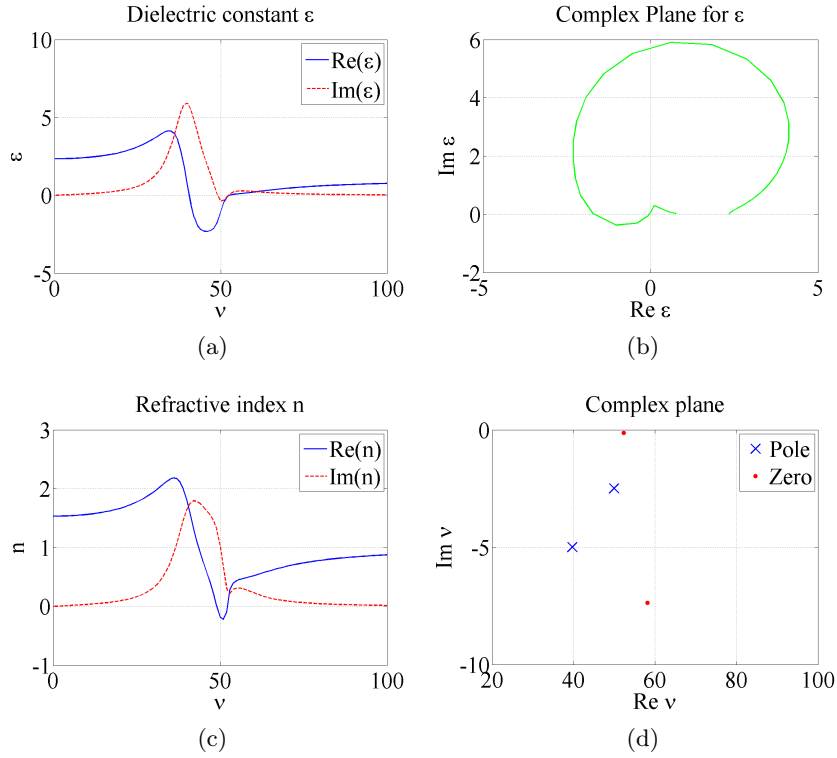 Dielectric constant ε
10
5
0
-5
ε
Re(ε)
Im(ε)
0
50
100
ν
(a)
Complex Plane for ε
6
4
2
0
-2
Im ε
-5
0
5
Re ε
(b)
Refractive index n
3
2
1
0
-1
n
Re(n)
Im(n)
0
50
100
ν
(c)
Complex plane
0
-5
-10
Im ν
Pole
Zero
20
40
60
80
100
Re ν
(d)